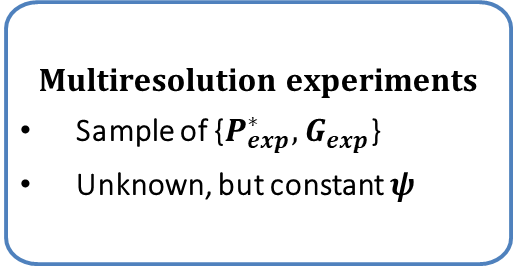 Multiresolution experiments
• Sample of {P*exp, Gexp}
• Unknown, but constant ψ